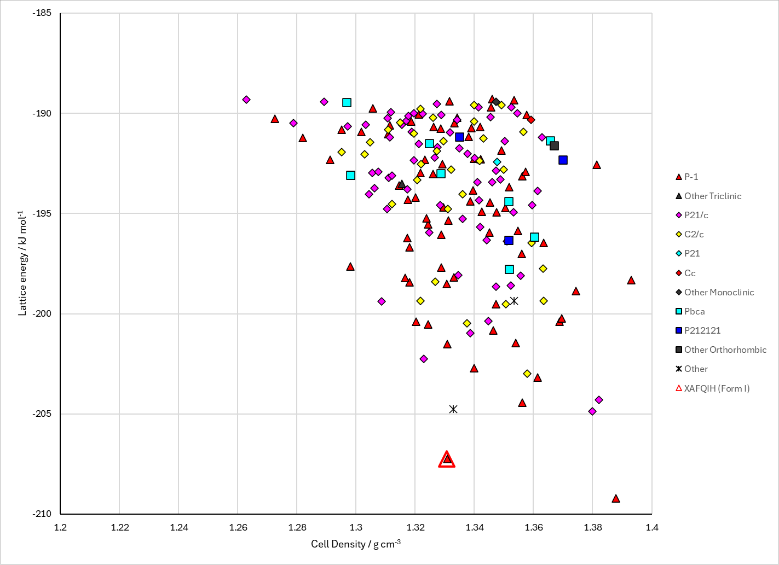 -185
-190
-195
-200
-205
-210
Lattice energy / kJ mol-1
1.2 1.22 1.24 1.26 1.28 1.3 1.32 1.34 1.36 1.38 1.4
Cell Density / g cm-3
P-1
Other Triclinic
P21/c
C2/c
P21
Cc
Other Monoclinic
Pbca
P212121
Other Orthorhombic
Other
XAFQIH (Form I)